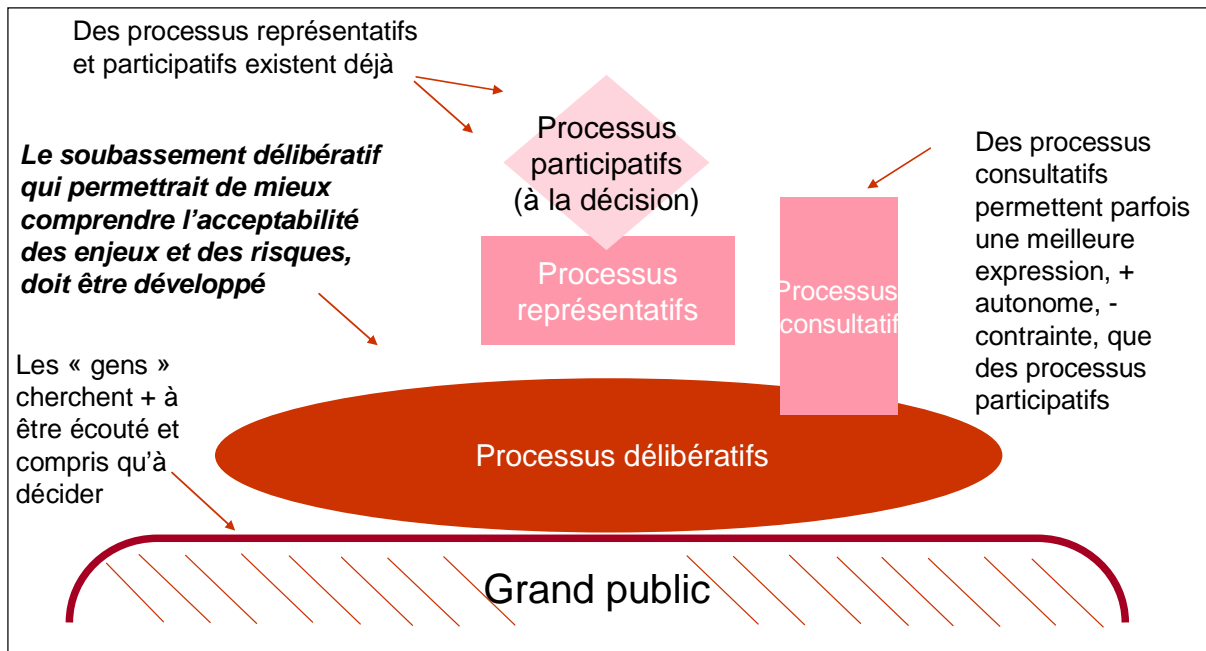 Des processus représentatifs
et participatifs existent déjà
Processus
participatifs
(à la décision)
Le soubassement délibératif
qui permettrait de mieux
comprendre l’acceptabilité
des enjeux et des risques,
doit être développé
Des processus
consultatifs
permettent parfois
une meilleure
expression, +
autonome, -
contrainte, que
des processus
participatifs
Processus
représentatifs
Processus
consultatif
Les « gens »
cherchent + à
être écouté et
compris qu’à
décider
Processus délibératifs
Grand public